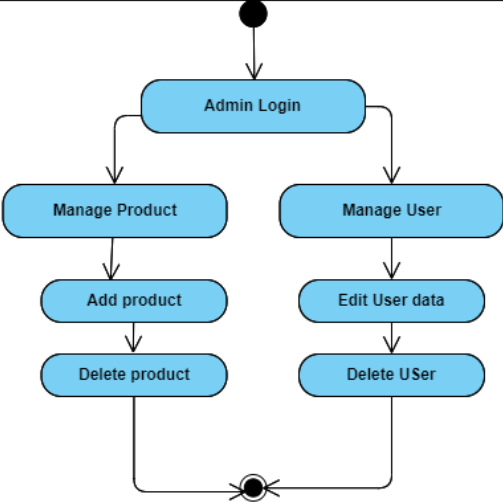 Admin Login
Manage Product
Manage User
Add product
Edit User data
Delete product
Delete USer